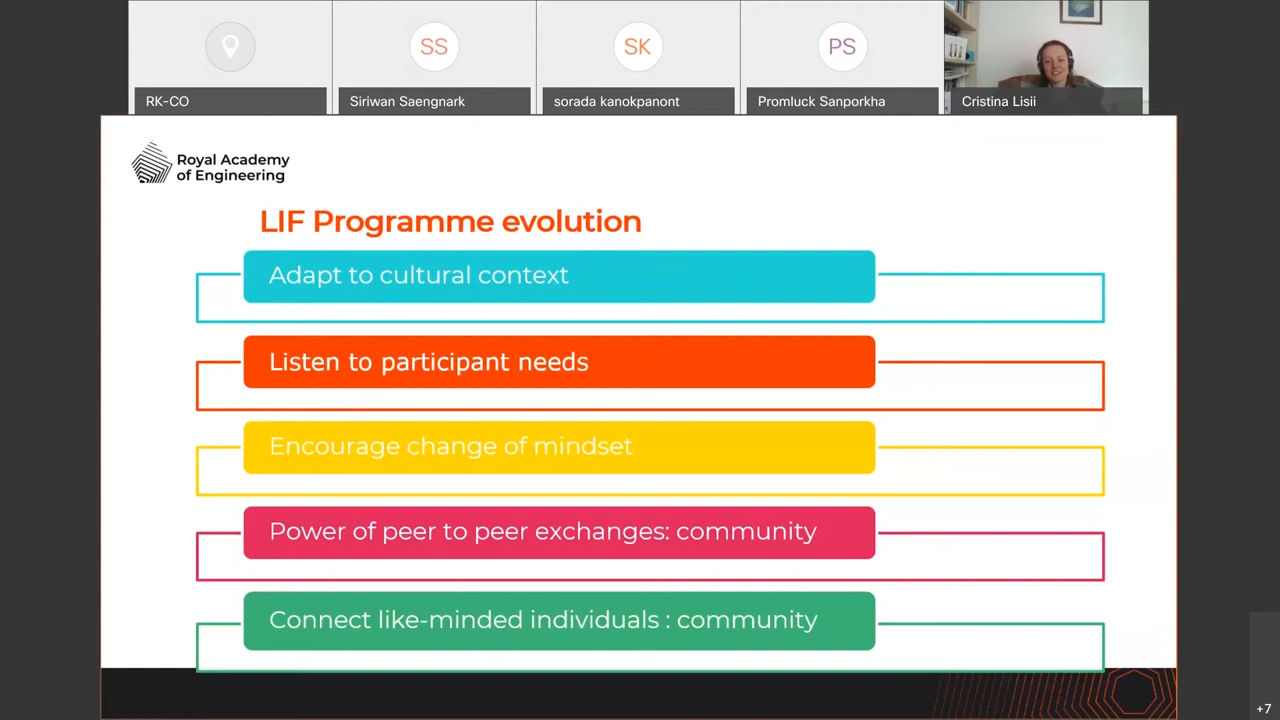 SS
SK
PS
RK-CO
Siriwan Saengnark
sorada kanokpanont
Promluck Sanporkha
Cristina Lisii
Royal Academy
of Engineering
LIF Programme evolution
Adapt to cultural context
Listen to participant needs
Encourage change of mindset
Power of peer to peer exchanges: community
Connect like-minded individuals : community
+7